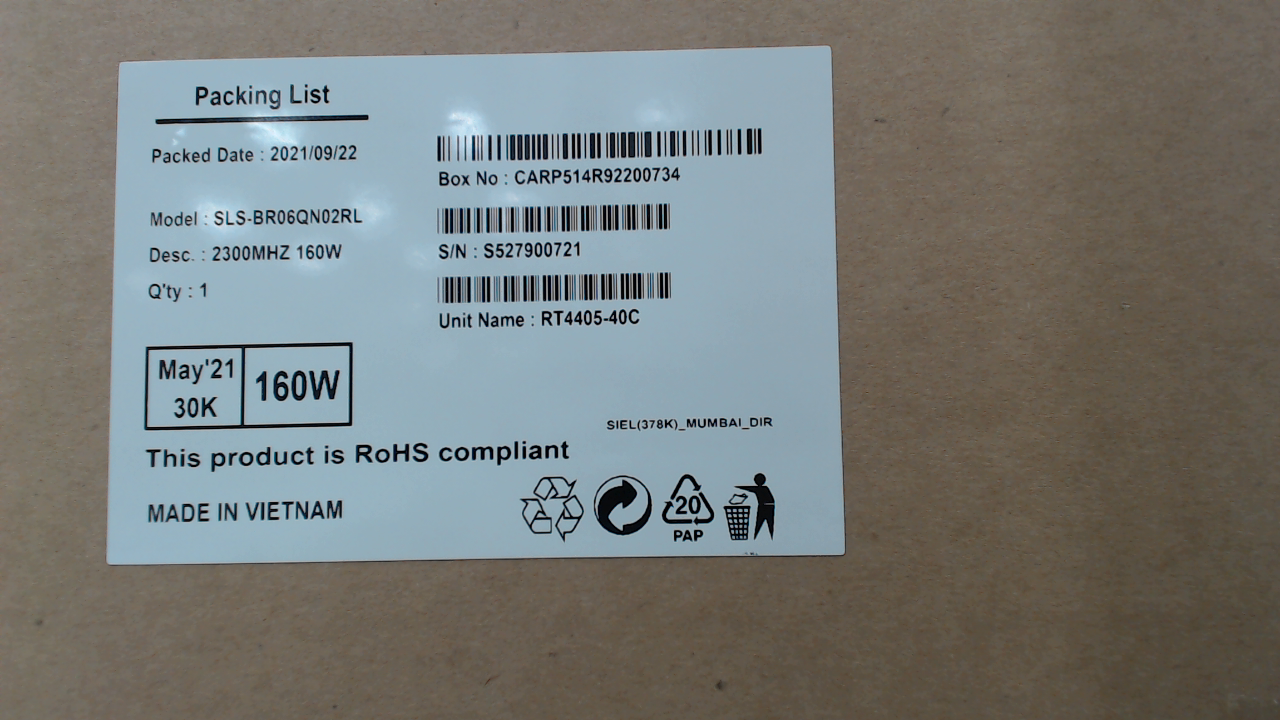 Packing List
Packed Date : 2021/09/22
Box No : CARP514R92200734
Model : SLS-BR06QN02RL
S/N : S527900721
Desc. : 2300MHZ 160W
Q'ty : 1
Unit Name : RT4405-40C
May'21
30K
160W
SIEL(378K)_MUMBAI_DIR
This product is RoHS compliant
MADE IN VIETNAM
20
PAP